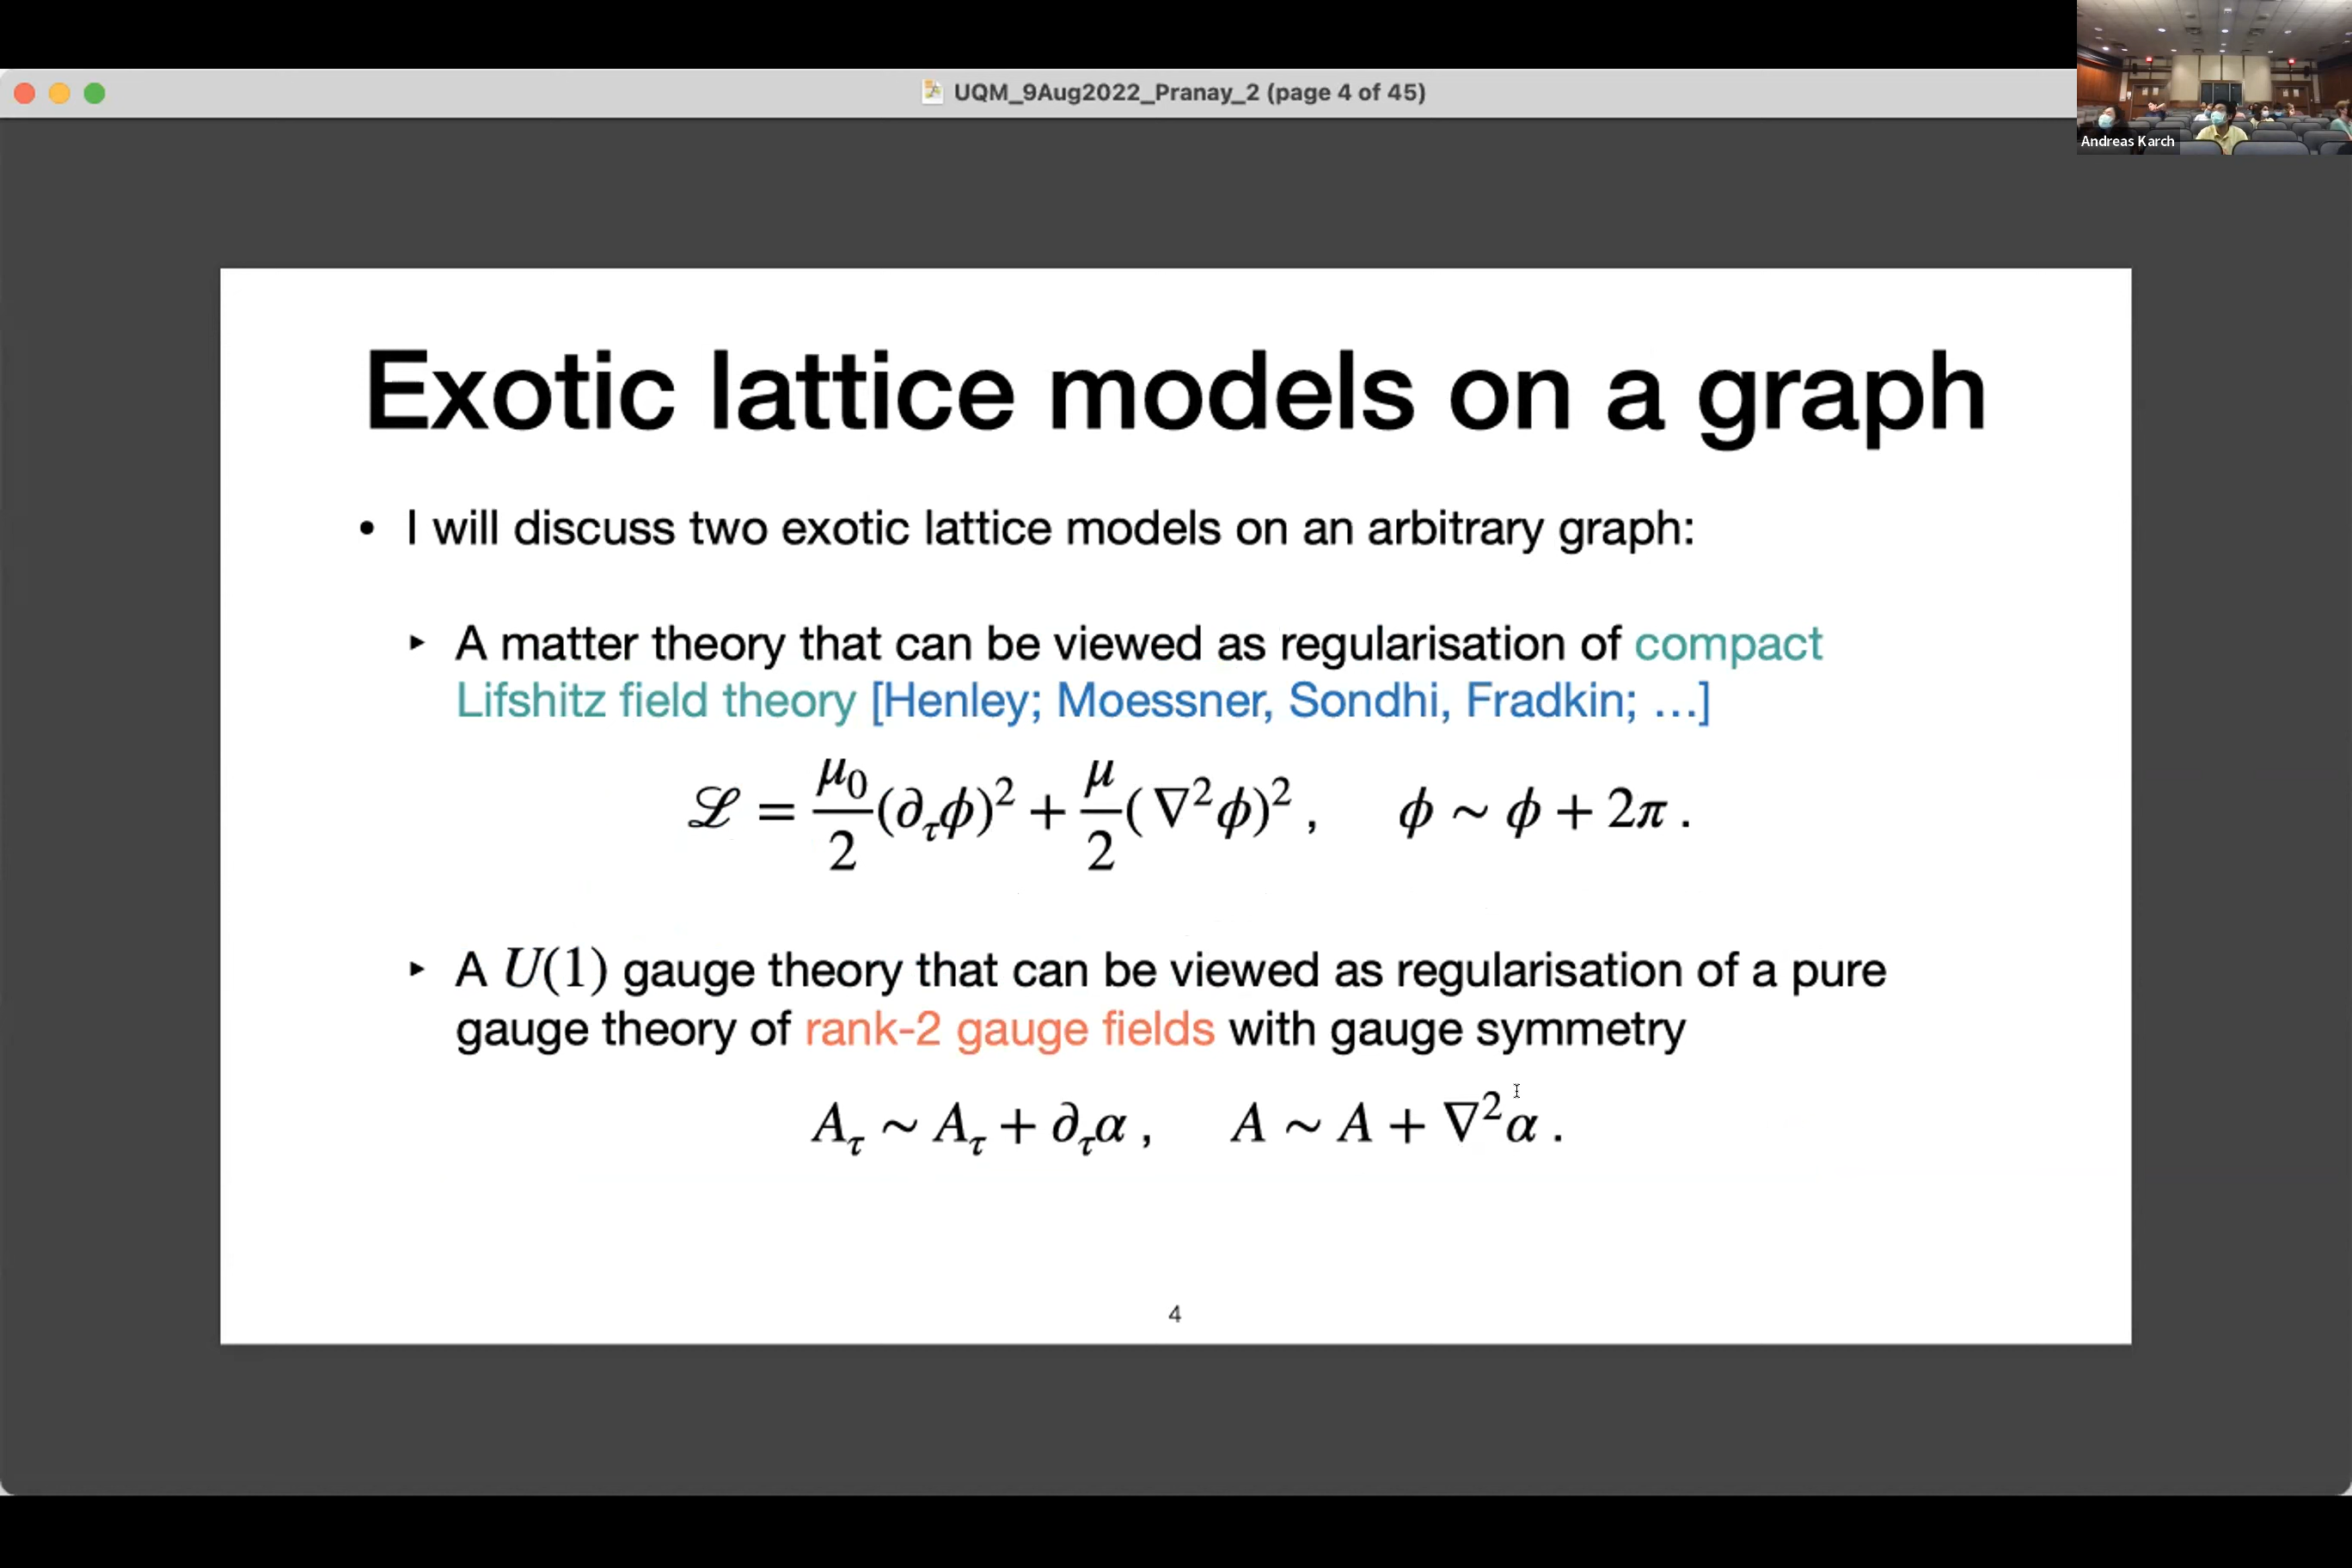 UQM_9Aug2022_Pranay_2 (page 4 of 45)
Andreas Karch
Exotic lattice models on a graph
• I will discuss two exotic lattice models on an arbitrary graph:
▸ A matter theory that can be viewed as regularisation of compact
Lifshitz field theory [Henley; Moessner, Sondhi, Fradkin; …]
ℒ = μ₀/2 (∂_τϕ)² + μ/2 (∇²ϕ)² , ϕ ~ ϕ + 2π .
▸ A U(1) gauge theory that can be viewed as regularisation of a pure
gauge theory of rank-2 gauge fields with gauge symmetry
A_τ ~ A_τ + ∂_τα , A ~ A + ∇²α .
4